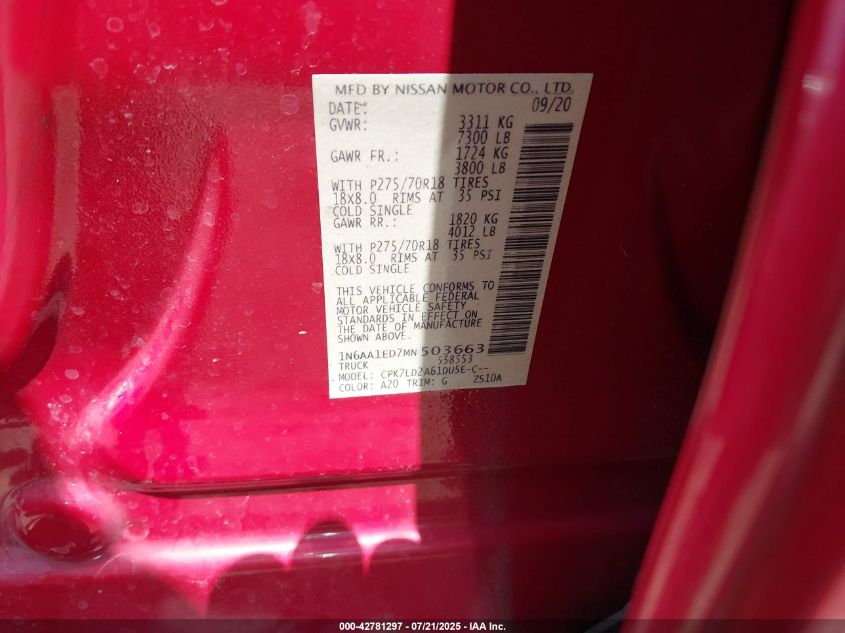 MFD BY NISSAN MOTOR CO., LTD.
DATE: 09/20
GVWR: 3311 KG
7300 LB
GAWR FR.: 1724 KG
3800 LB
WITH P275/70R18 TIRES
18X8.0 RIMS AT 35 PSI
COLD SINGLE
GAWR RR.: 1820 KG
4012 LB
WITH P275/70R18 TIRES
18X8.0 RIMS AT 35 PSI
COLD SINGLE
THIS VEHICLE CONFORMS TO
ALL APPLICABLE FEDERAL
MOTOR VEHICLE SAFETY
STANDARDS IN EFFECT ON
THE DATE OF MANUFACTURE
SHOWN ABOVE.
1N6AA1ED7MN503663
TRUCK 538553
MODEL: CPK7LD2A61DU5E-C--
COLOR: A20 TRIM: G ZS10A
000-42781297 - 07/21/2025 - IAA Inc.